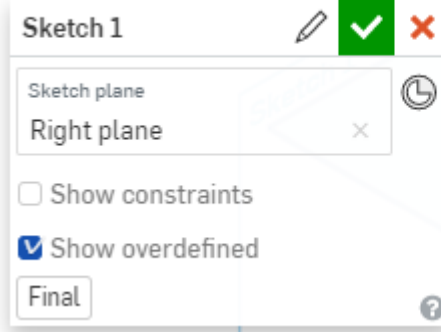 Sketch 1
Sketch plane
Right plane
Show constraints
Show overdefined
Final